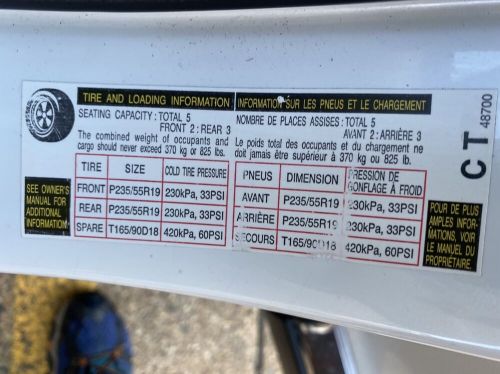 TIRE AND LOADING INFORMATION
SEATING CAPACITY : TOTAL 5
FRONT 2 : REAR 3
The combined weight of occupants and
cargo should never exceed 370 kg or 825 lbs.
TIRE SIZE COLD TIRE PRESSURE
FRONT P235/55R19 230kPa, 33PSI
REAR P235/55R19 230kPa, 33PSI
SPARE T165/90D18 420kPa, 60PSI
SEE OWNER'S
MANUAL FOR
ADDITIONAL
INFORMATION
INFORMATION SUR LES PNEUS ET LE CHARGEMENT
NOMBRE DE PLACES ASSISES : TOTAL 5
AVANT 2 : ARRIÈRE 3
Le poids total des occupants et du chargement ne
doit jamais être supérieur à 370 kg ou 825 lb.
PNEUS DIMENSION PRESSION DE
GONFLAGE À FROID
AVANT P235/55R19 230kPa, 33PSI
ARRIÈRE P235/55R19 230kPa, 33PSI
SECOURS T165/90D18 420kPa, 60PSI
POUR DE PLUS
AMPLES INFOR-
MATIONS, VOIR
LE MANUEL DU
PROPRIÉTAIRE.
CT 48700